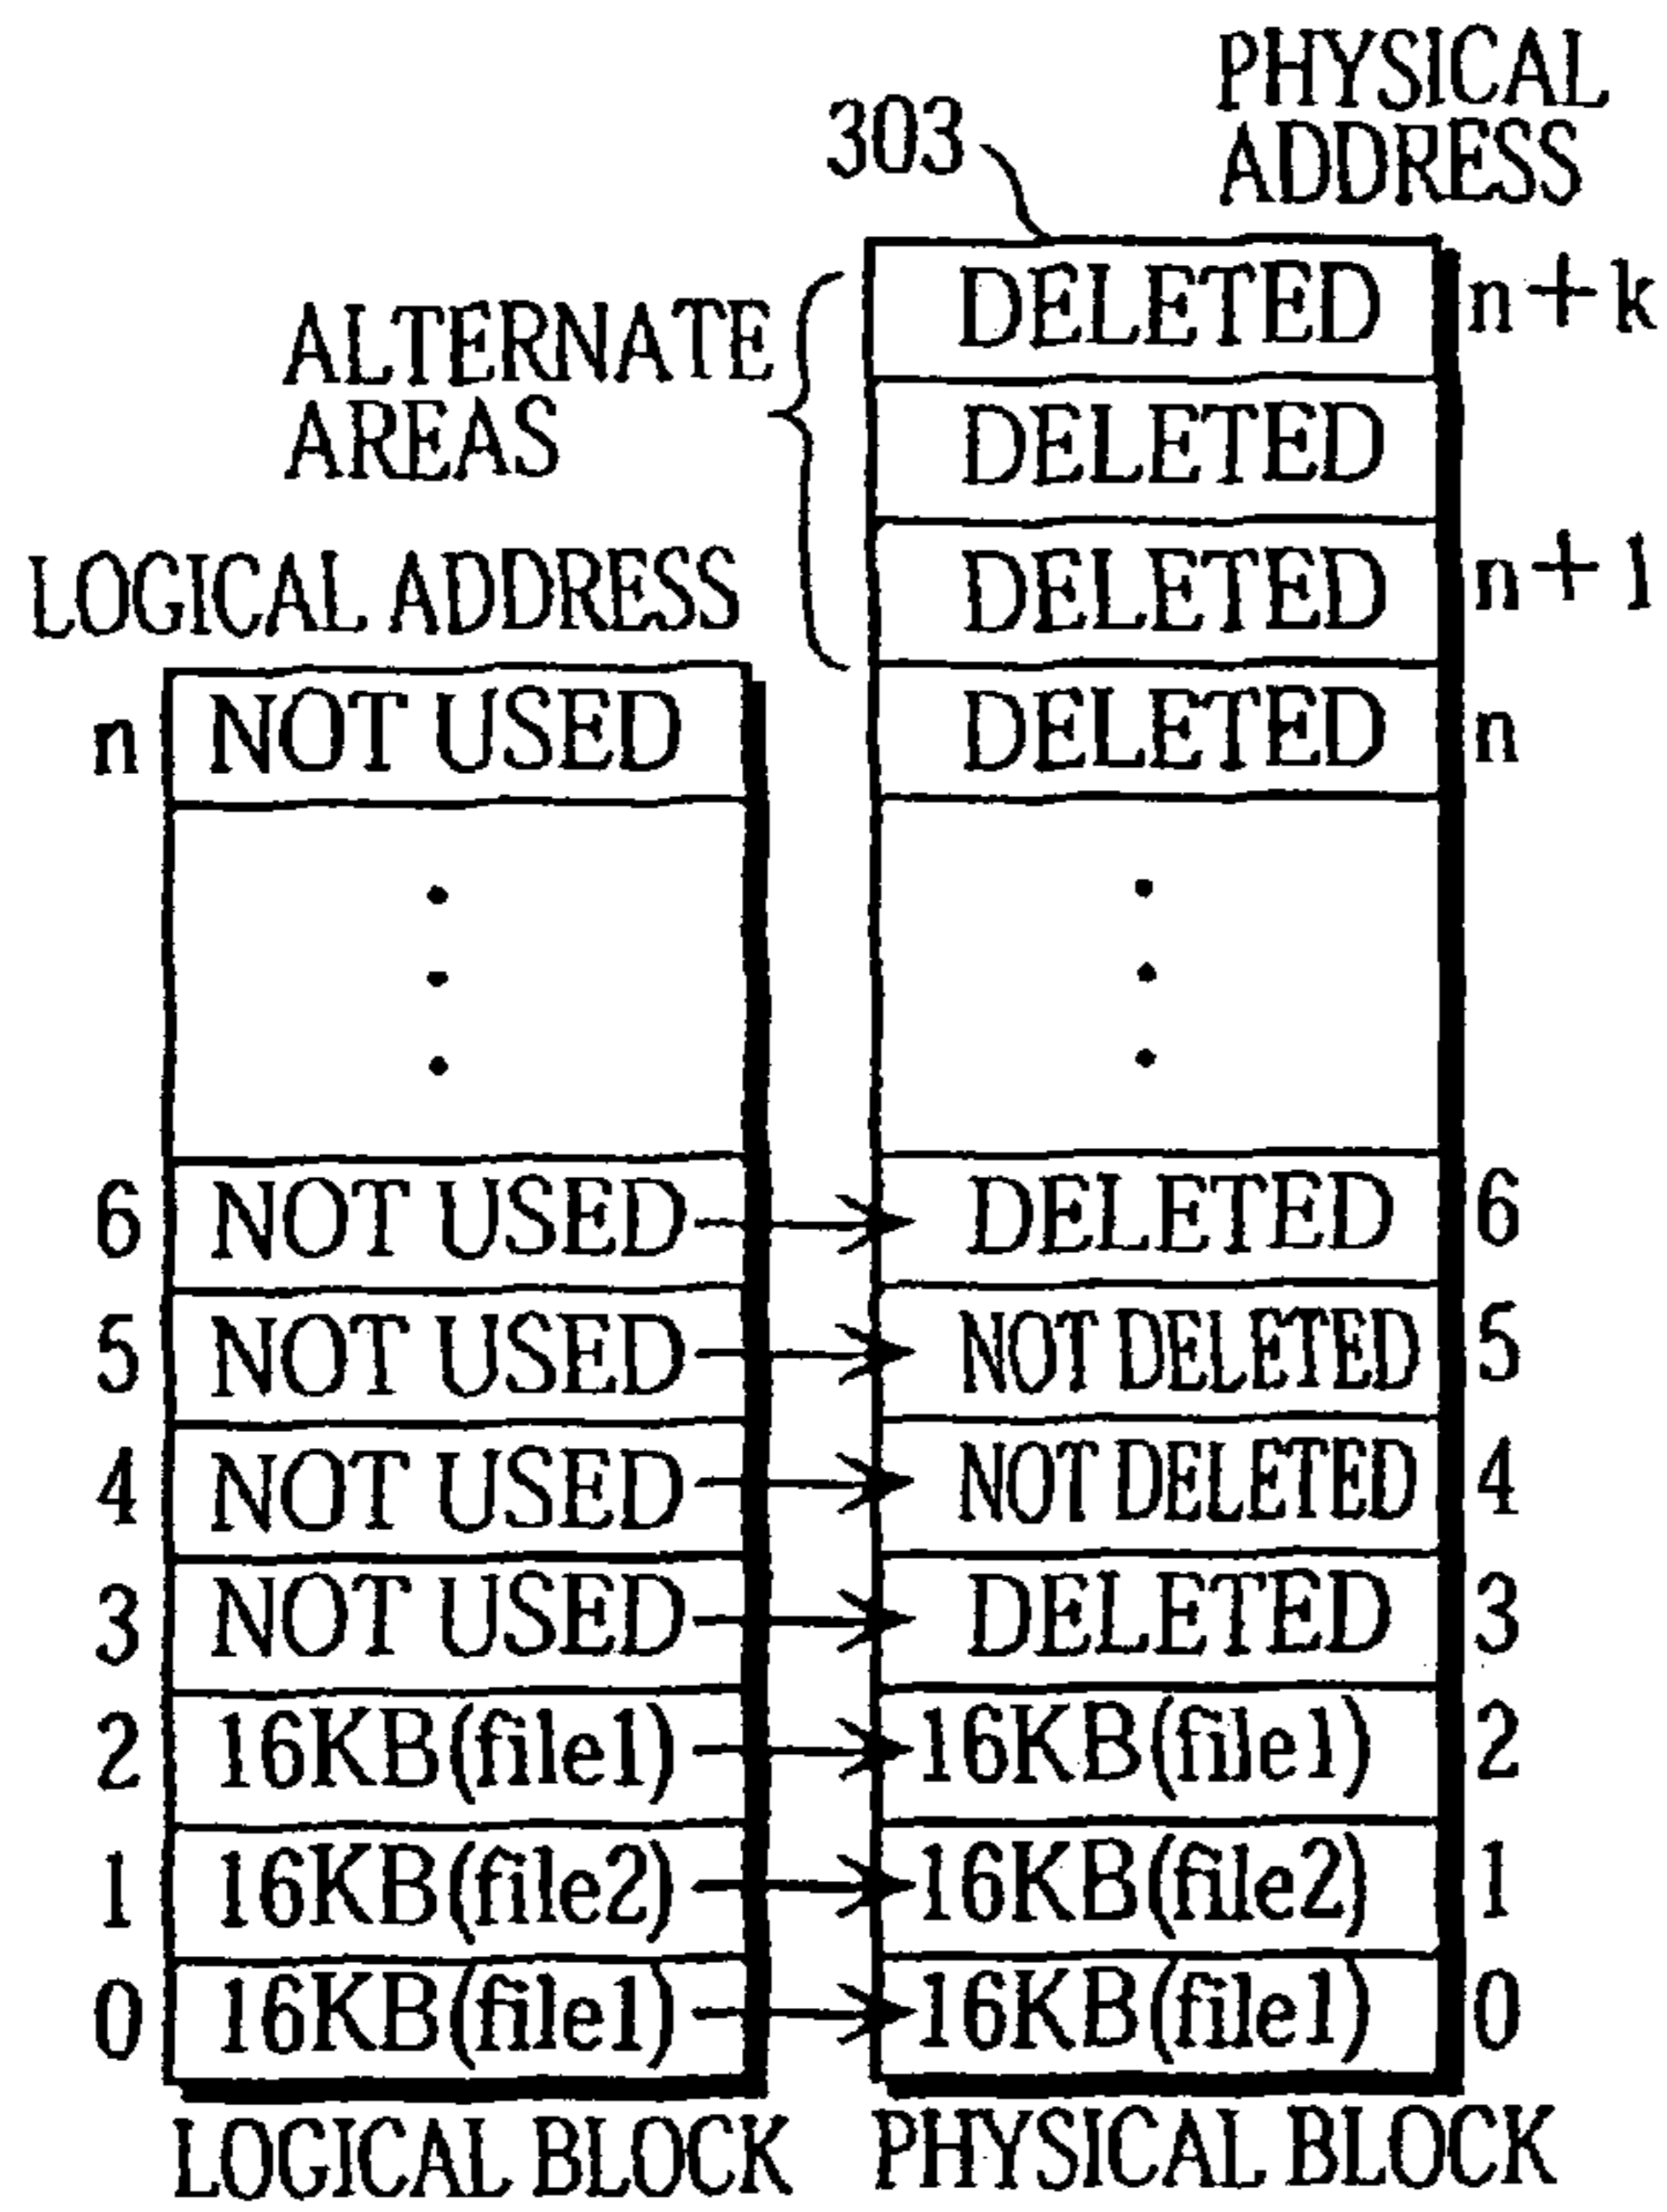 PHYSICAL
ADDRESS
303
DELETED n+k
ALTERNATE
AREAS
DELETED
DELETED n+1
LOGICAL ADDRESS
n NOT USED DELETED n
6 NOT USED DELETED 6
5 NOT USED NOT DELETED 5
4 NOT USED NOT DELETED 4
3 NOT USED DELETED 3
2 16KB(file1) 16KB(file1) 2
1 16KB(file2) 16KB(file2) 1
0 16KB(file1) 16KB(file1) 0
LOGICAL BLOCK PHYSICAL BLOCK